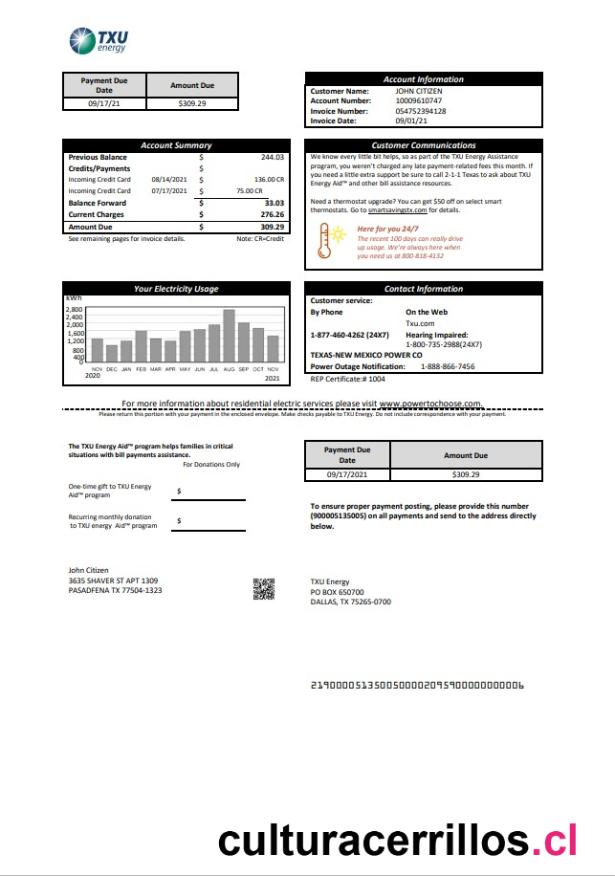 TXU
energy
Payment Due
Date
Amount Due
09/17/21
$309.29
Account Information
Customer Name: JOHN CITIZEN
Account Number: 10009610747
Invoice Number: 054752394128
Invoice Date: 09/01/21
Account Summary
Previous Balance $ 244.03
Credits/Payments $
Incoming Credit Card 08/14/2021 $ 136.00 CR
Incoming Credit Card 07/17/2021 $ 75.00 CR
Balance Forward $ 33.03
Current Charges $ 276.26
Amount Due $ 309.29
See remaining pages for invoice details. Note: CR=Credit
Customer Communications
We know every little bit helps, so as part of the TXU Energy Assistance
program, you weren't charged any late payment-related fees this month. If
you need a little extra support be sure to call 2-1-1 Texas to ask about TXU
Energy Aid™ and other bill assistance resources.
Need a thermostat upgrade? You can get $50 off on select smart
thermostats. Go to smartsavingstx.com for details.
Here for you 24/7
The recent 100 days can really drive
up usage. We're always here when
you need us at 800-818-4132
Your Electricity Usage
kWh
2,800
2,400
2,000
1,600
1,200
800
400
0
NOV DEC JAN FEB MAR APR MAY JUN JUL AUG SEP OCT NOV
2020 2021
Contact Information
Customer service:
By Phone On the Web
Txu.com
1-877-460-4262 (24X7) Hearing Impaired:
1-800-735-2988(24X7)
TEXAS-NEW MEXICO POWER CO
Power Outage Notification: 1-888-866-7456
REP Certificate# 1004
For more information about residential electric services please visit www.powertochoose.com.
Please return this portion with your payment in the enclosed envelope. Make checks payable to TXU Energy. Do not include correspondence with your payment.
The TXU Energy Aid™ program helps families in critical
situations with bill payments assistance.
For Donations Only
One-time gift to TXU Energy
Aid™ program $
Recurring monthly donation
to TXU energy Aid™ program $
Payment Due
Date
Amount Due
09/17/2021
$309.29
To ensure proper payment posting, please provide this number
(900005135005) on all payments and send to the address directly
below.
John Citizen
3635 SHAVER ST APT 1309
PASADFENA TX 77504-1323
TXU Energy
PO BOX 650700
DALLAS, TX 75265-0700
culturacerrillos.cl